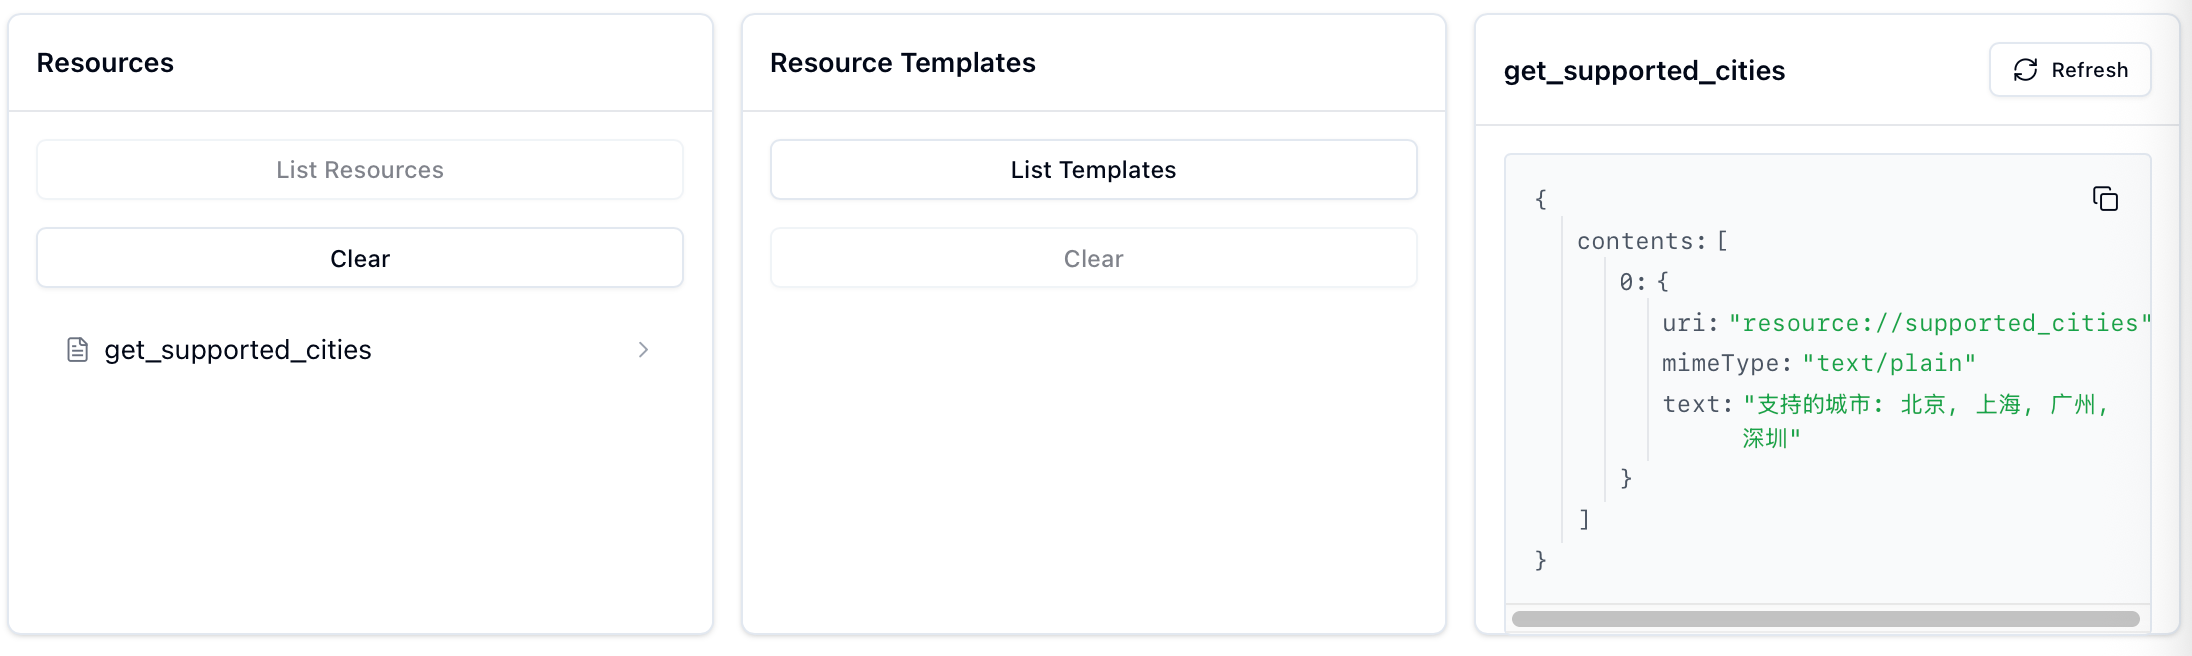 Resources
List Resources
Clear
get_supported_cities
Resource Templates
List Templates
Clear
get_supported_cities
Refresh
{
contents: [
0: {
uri: "resource://supported_cities"
mimeType: "text/plain"
text: "支持的城市: 北京, 上海, 广州,
深圳"
}
]
}